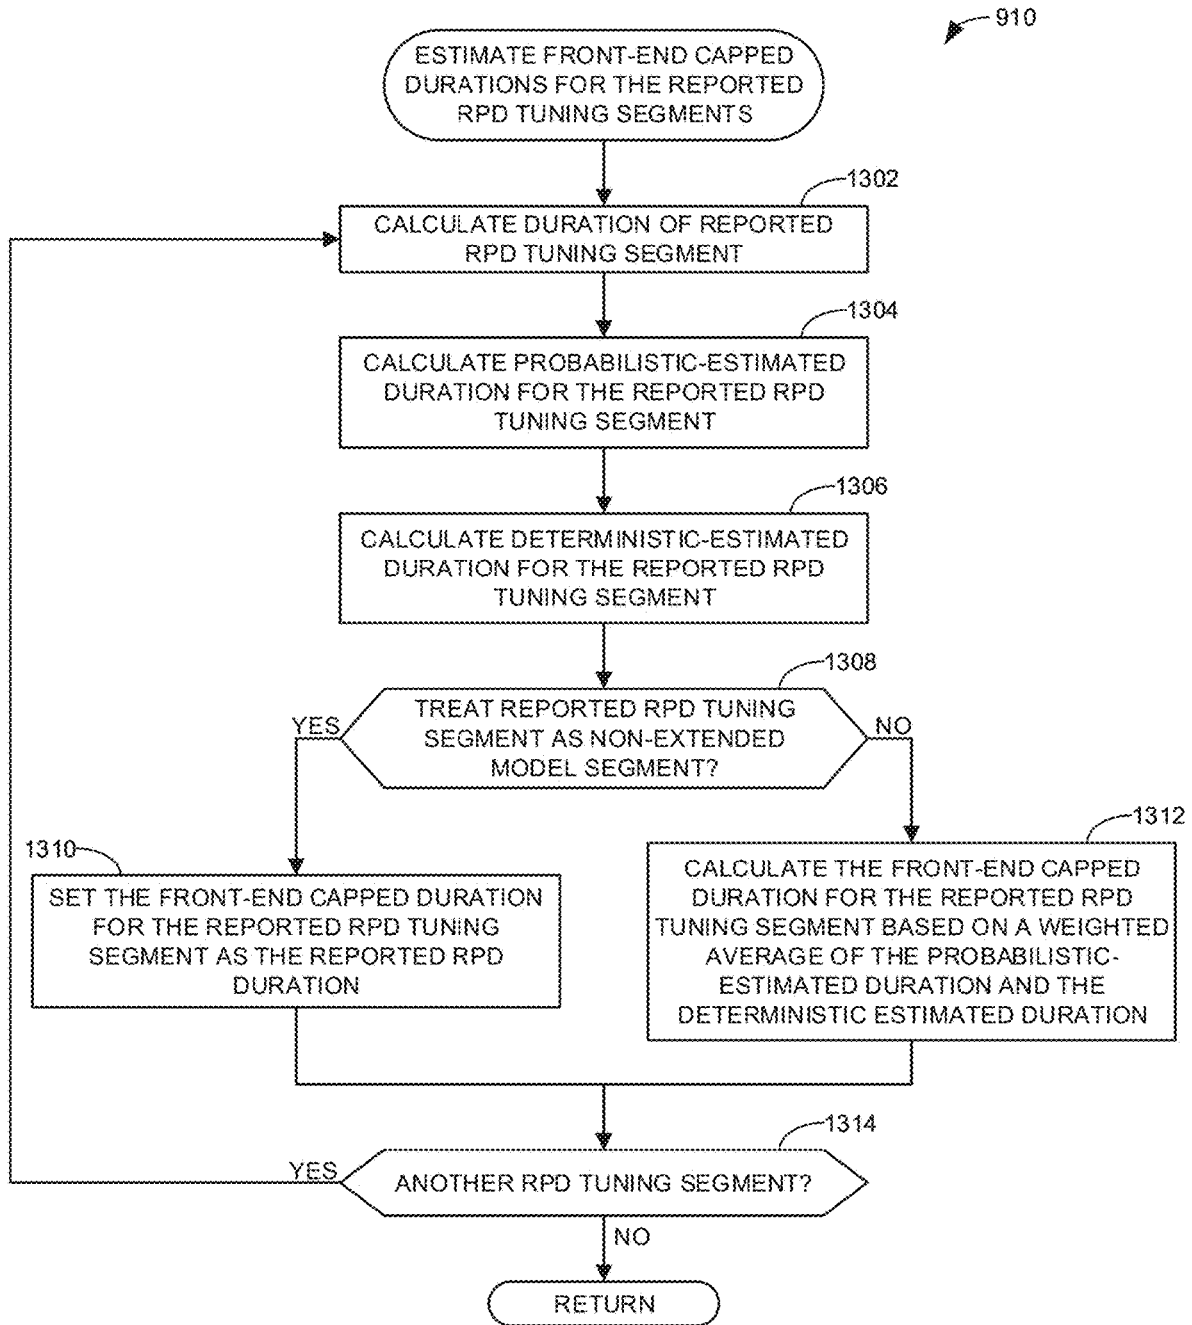 910
ESTIMATE FRONT-END CAPPED
DURATIONS FOR THE REPORTED
RPD TUNING SEGMENTS
1302
CALCULATE DURATION OF REPORTED
RPD TUNING SEGMENT
1304
CALCULATE PROBABILISTIC-ESTIMATED
DURATION FOR THE REPORTED RPD
TUNING SEGMENT
1306
CALCULATE DETERMINISTIC-ESTIMATED
DURATION FOR THE REPORTED RPD
TUNING SEGMENT
1308
TREAT REPORTED RPD TUNING
SEGMENT AS NON-EXTENDED
MODEL SEGMENT?
YES
NO
1310
SET THE FRONT-END CAPPED DURATION
FOR THE REPORTED RPD TUNING
SEGMENT AS THE REPORTED RPD
DURATION
1312
CALCULATE THE FRONT-END CAPPED
DURATION FOR THE REPORTED RPD
TUNING SEGMENT BASED ON A WEIGHTED
AVERAGE OF THE PROBABILISTIC-
ESTIMATED DURATION AND THE
DETERMINISTIC ESTIMATED DURATION
1314
ANOTHER RPD TUNING SEGMENT?
YES
NO
RETURN